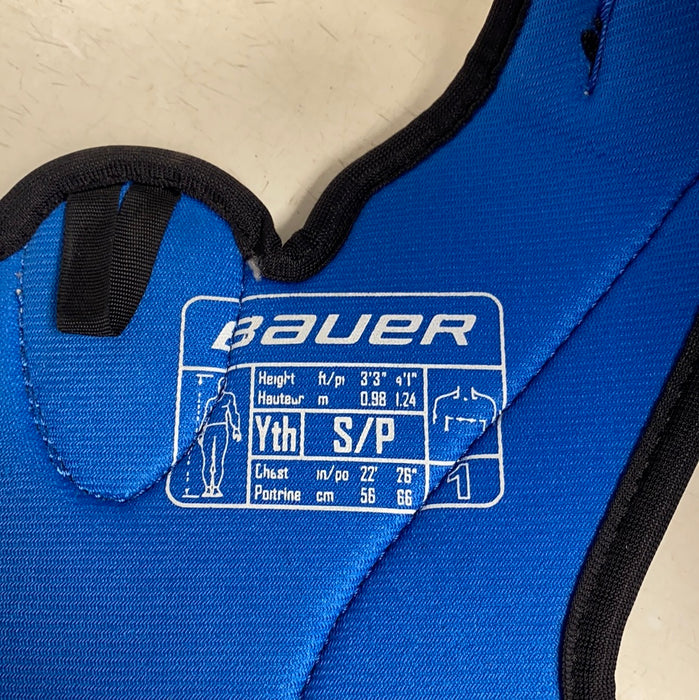 BAUER
Height ft/pi 3'3" 4'1"
Hauteur m 0.98 1.24
Yth S/P
Chest in/po 22' 26"
Poitrine cm 56 66
1